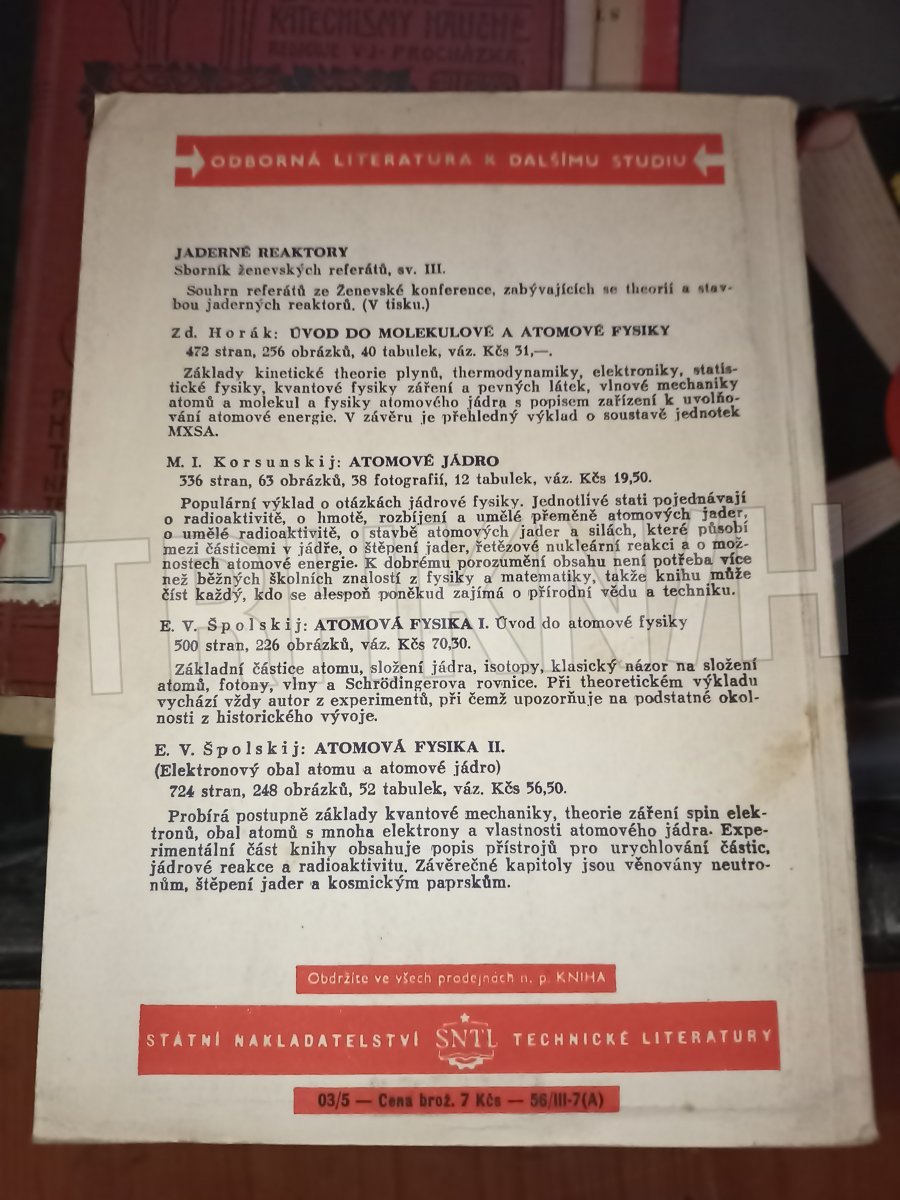 KATECHISMY NAUČNÉ
REDIGUJE V. J. PROCHÁZKA.
ODBORNÁ LITERATURA K DALŠÍMU STUDIU
JADERNÉ REAKTORY
Sborník ženevských referátů, sv. III.
Souhrn referátů ze Ženevské konference, zabývajících se theorií a stav-
bou jaderných reaktorů. (V tisku.)
Zd. Horák: ÚVOD DO MOLEKULOVÉ A ATOMOVÉ FYSIKY
472 stran, 256 obrázků, 40 tabulek, váz. Kčs 31,—.
Základy kinetické theorie plynů, thermodynamiky, elektroniky, statis-
tické fysiky, kvantové fysiky záření a pevných látek, vlnové mechaniky
atomů a molekul a fysiky atomového jádra s popisem zařízení k uvolňo-
vání atomové energie. V závěru je přehledný výklad o soustavě jednotek
MXSA.
M. I. Korsunskij: ATOMOVÉ JÁDRO
336 stran, 63 obrázků, 38 fotografií, 12 tabulek, váz. Kčs 19,50.
Populární výklad o otázkách jádrové fysiky. Jednotlivé stati pojednávají
o radioaktivitě, o hmotě, rozbíjení a umělé přeměně atomových jader,
o umělé radioaktivitě, o stavbě atomových jader a silách, které působí
mezi částicemi v jádře, o štěpení jader, řetězové nukleární reakci a o mož-
nostech atomové energie. K dobrému porozumění obsahu není potřeba více
než běžných školních znalostí z fysiky a matematiky, takže knihu může
číst každý, kdo se alespoň poněkud zajímá o přírodní vědu a techniku.
E. V. Špolskij: ATOMOVÁ FYSIKA I. Úvod do atomové fysiky
500 stran, 226 obrázků, váz. Kčs 70,30.
Základní částice atomu, složení jádra, isotopy, klasický názor na složení
atomů, fotony, vlny a Schrödingerova rovnice. Při theoretickém výkladu
vychází vždy autor z experimentů, při čemž upozorňuje na podstatné okol-
nosti z historického vývoje.
E. V. Špolskij: ATOMOVÁ FYSIKA II.
(Elektronový obal atomu a atomové jádro)
724 stran, 248 obrázků, 52 tabulek, váz. Kčs 56,50.
Probírá postupně základy kvantové mechaniky, theorie záření spin elek-
tronů, obal atomů s mnoha elektrony a vlastnosti atomového jádra. Expe-
rimentální část knihy obsahuje popis přístrojů pro urychlování částic,
jádrové reakce a radioaktivitu. Závěrečné kapitoly jsou věnovány neutro-
nům, štěpení jader a kosmickým paprskům.
Obdržíte ve všech prodejnách n. p. KNIHA
STÁTNÍ NAKLADATELSTVÍ SNTL TECHNICKÉ LITERATURY
03/5 — Cena brož. 7 Kčs — 56/III-7(A)